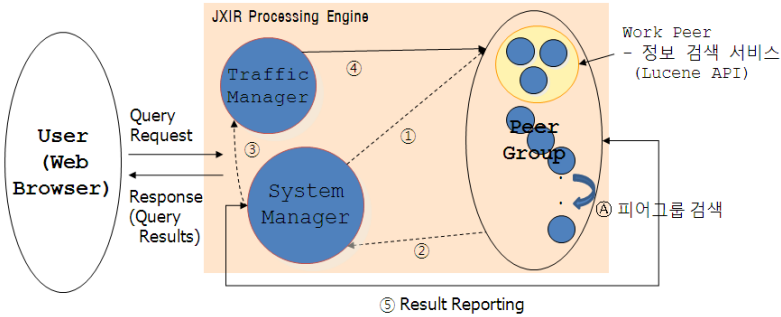 JXIR Processing Engine
Work Peer
- 정보 검색 서비스
(Lucene API)
④
Traffic
Manager
Query
Request
①
Peer
Group
User
(Web
Browser)
③
System
Manager
Response
(Query
Results)
Ⓐ 피어그룹 검색
②
⑤ Result Reporting